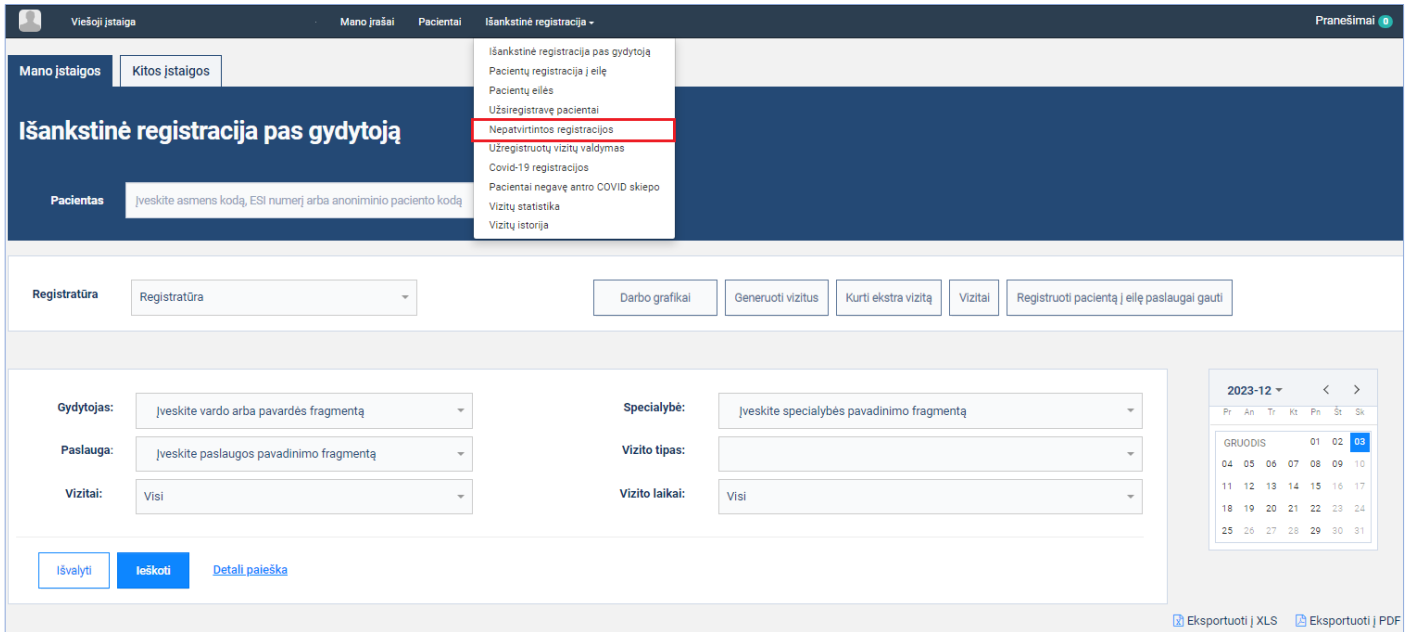 Viešoji įstaiga
Mano įrašai
Pacientai
Išankstinė registracija
Pranešimai 0
Išankstinė registracija pas gydytoją
Pacientų registracija į eilę
Pacientų eilės
Užsiregistravę pacientai
Nepatvirtintos registracijos
Užregistruotų vizitų valdymas
Covid-19 registracijos
Pacientai negavę antro COVID skiepo
Vizitų statistika
Vizitų istorija
Mano įstaigos
Kitos įstaigos
Išankstinė registracija pas gydytoją
Pacientas
Įveskite asmens kodą, ESI numerį arba anoniminio paciento kodą
Registratūra
Registratūra
Darbo grafikai
Generuoti vizitus
Kurti ekstra vizitą
Vizitai
Registruoti pacientą į eilę paslaugai gauti
Gydytojas:
Įveskite vardo arba pavardės fragmentą
Specialybė:
Įveskite specialybės pavadinimo fragmentą
Paslauga:
Įveskite paslaugos pavadinimo fragmentą
Vizito tipas:
Vizitai:
Visi
Vizito laikai:
Visi
Išvalyti
Ieškoti
Detali paieška
2023-12
Pr An Tr Kt Pn Št Sk
GRUODIS 01 02 03
04 05 06 07 08 09 10
11 12 13 14 15 16 17
18 19 20 21 22 23 24
25 26 27 28 29 30 31
Eksportuoti į XLS
Eksportuoti į PDF